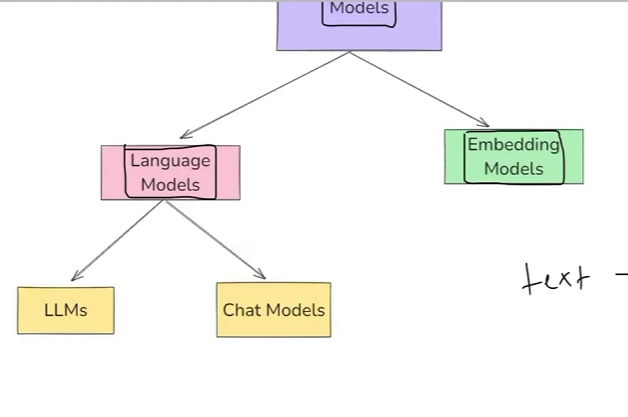 Models
Language
Models
Embedding
Models
LLMs
Chat Models
text